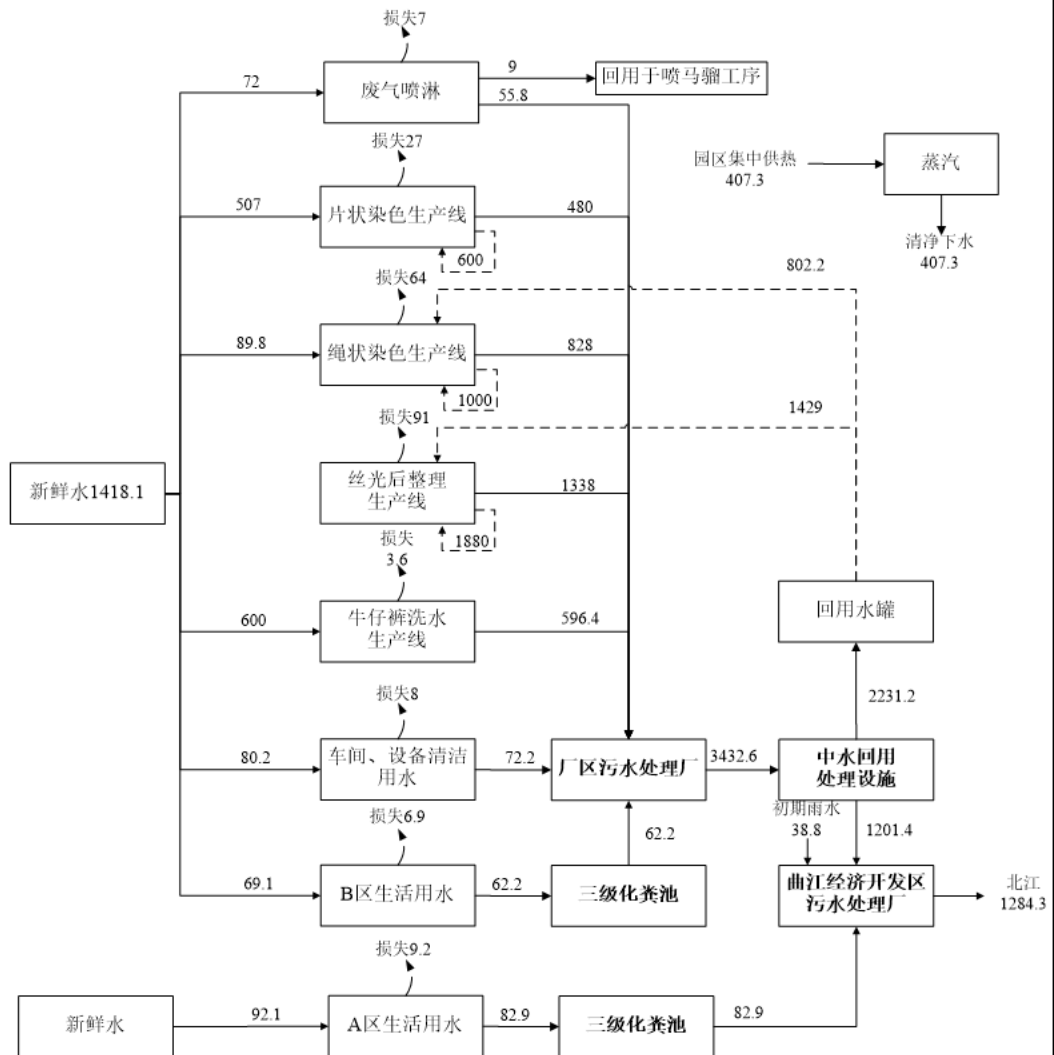 损失7
72
废气喷淋
9
回用于喷马骝工序
55.8
损失27
园区集中供热
407.3
蒸汽
507
片状染色生产线
480
600
清净下水
407.3
损失64
802.2
89.8
绳状染色生产线
828
1000
损失91
1429
新鲜水1418.1
丝光后整理
生产线
1338
1880
损失
3.6
600
牛仔裤洗水
生产线
596.4
回用水罐
损失8
2231.2
80.2
车间、设备清洁
用水
72.2
厂区污水处理厂
3432.6
中水回用
处理设施
损失6.9
初期雨水
38.8
1201.4
62.2
69.1
B区生活用水
62.2
三级化粪池
曲江经济开发区
污水处理厂
北江
1284.3
损失9.2
新鲜水
92.1
A区生活用水
82.9
三级化粪池
82.9